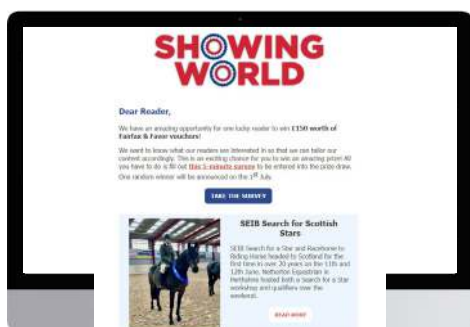 SHOWING
WORLD
Dear Reader,
We have an amazing opportunity for one lucky reader to win £150 worth of
Fairfax & Favor vouchers!
We want to know what our readers are interested in so that we can tailor our
content accordingly. This is an exciting chance for you to win an amazing prize! All
you have to do is fill out this 5-minute survey to be entered into the prize draw.
One random winner will be announced on the 1st July.
TAKE THE SURVEY
SEIB Search for Scottish
Stars
SEIB Search for a Star and Racehorse to
Riding Horse headed to Scotland for the
first time in over 20 years on the 11th and
12th June. Netherton Equestrian in
Perthshire hosted both a Search for a Star
workshop and qualifiers over the
weekend.
READ MORE